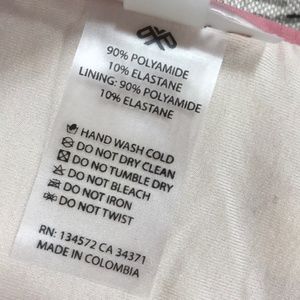 90% POLYAMIDE
10% ELASTANE
LINING: 90% POLYAMIDE
10% ELASTANE
HAND WASH COLD
DO NOT DRY CLEAN
DO NOT TUMBLE DRY
DO NOT BLEACH
DO NOT IRON
DO NOT TWIST
RN: 134572 CA 34371
MADE IN COLOMBIA